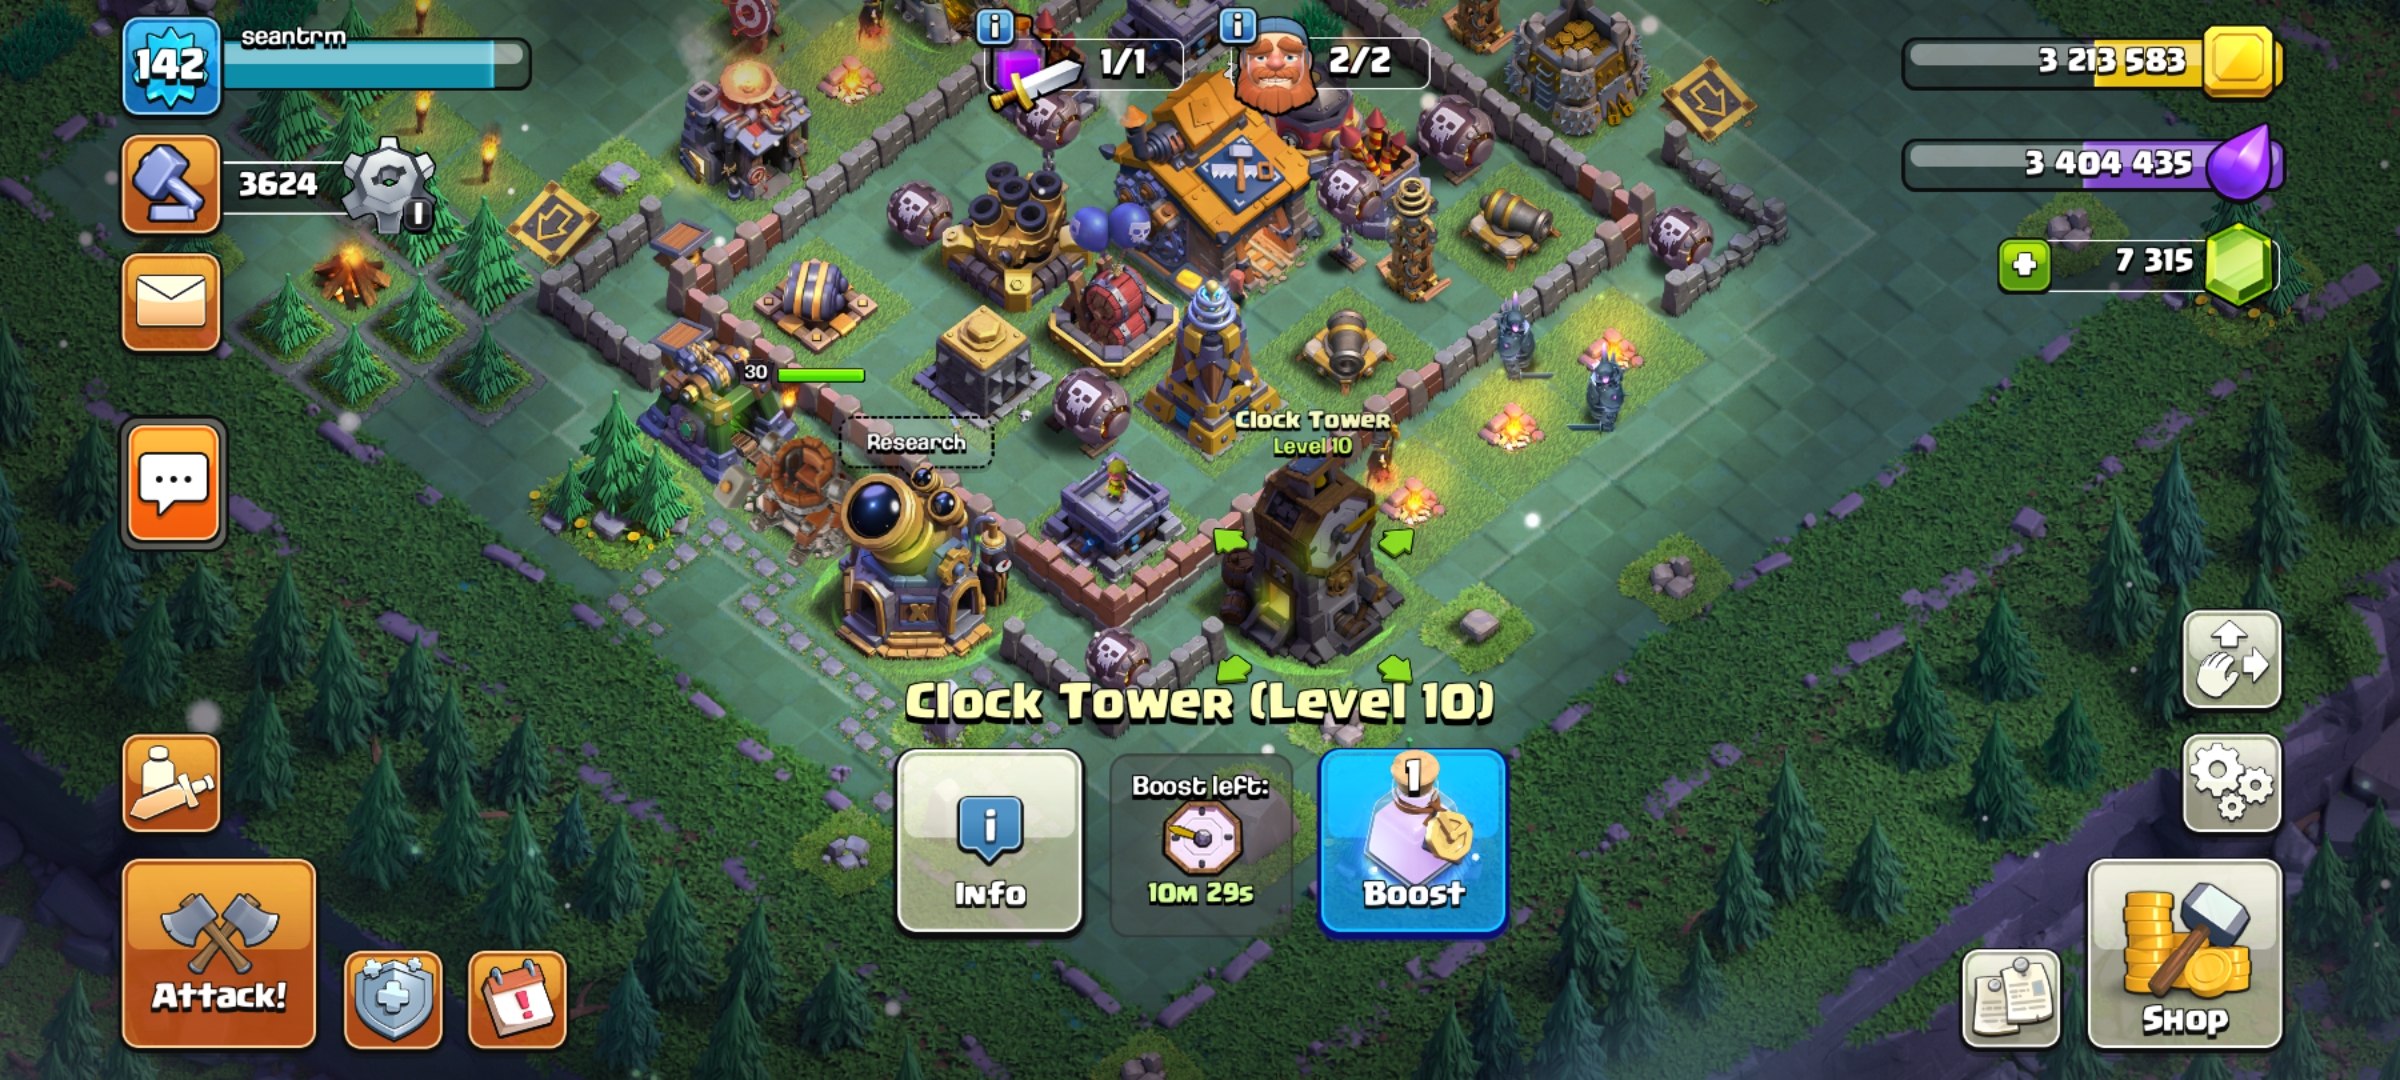 142
seantrm
1/1
2/2
3 213 583
3624
I
3 404 435
7 315
30
Research
Clock Tower
Level 10
Clock Tower (Level 10)
Info
Boost left:
10m 29s
1
Boost
Attack!
Shop